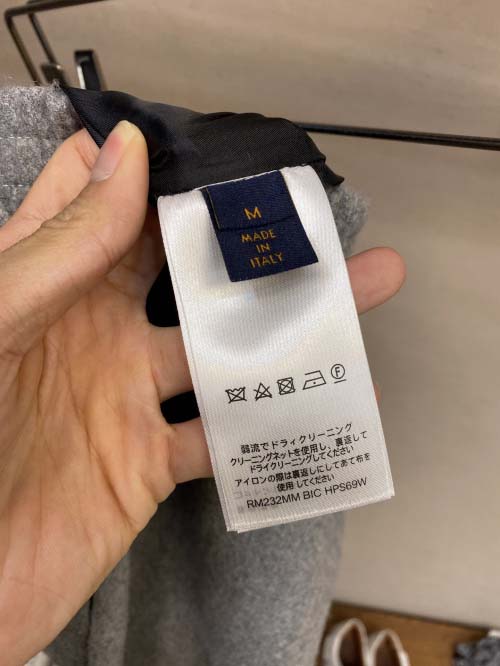 M
MADE
IN
ITALY
F
弱流でドライクリーニング
クリーニングネットを使用し、裏返して
ドライクリーニングしてください
アイロンの際は裏返しにしてあて布を
使用してください
RM232MM BIC HPS69W